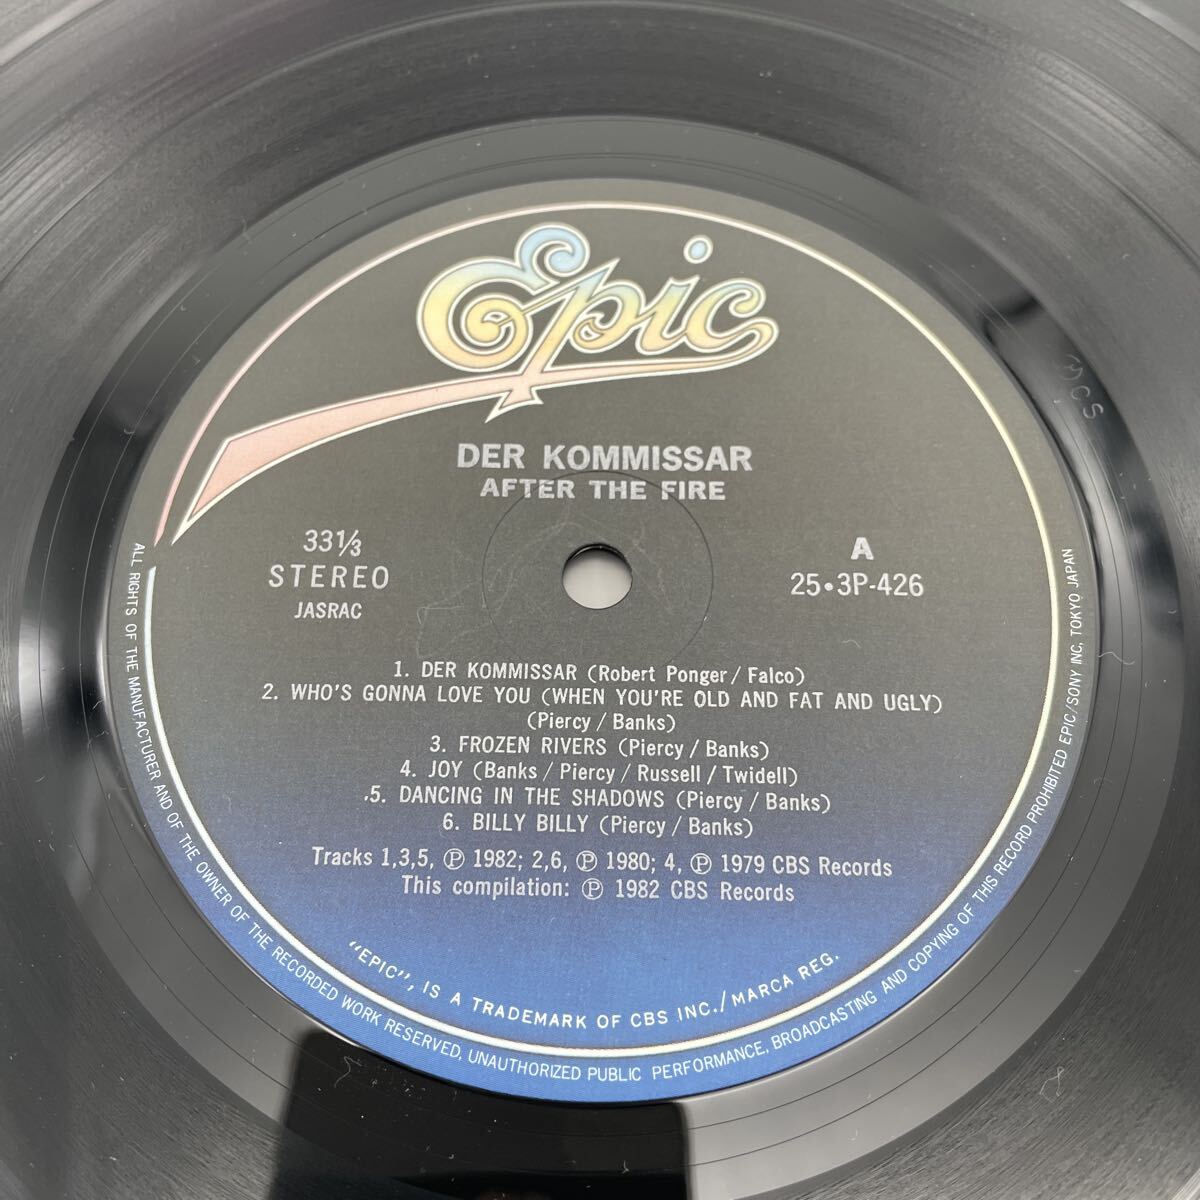 Epic
DER KOMMISSAR
AFTER THE FIRE
33⅓
STEREO
JASRAC
A
25•3P-426
1. DER KOMMISSAR (Robert Ponger / Falco)
2. WHO'S GONNA LOVE YOU (WHEN YOU'RE OLD AND FAT AND UGLY)
(Piercy / Banks)
3. FROZEN RIVERS (Piercy / Banks)
4. JOY (Banks / Piercy / Russell / Twidell)
5. DANCING IN THE SHADOWS (Piercy / Banks)
6. BILLY BILLY (Piercy / Banks)
Tracks 1,3,5, ℗ 1982; 2,6, ℗ 1980; 4, ℗ 1979 CBS Records
This compilation: ℗ 1982 CBS Records
"EPIC", IS A TRADEMARK OF CBS INC./MARCA REG.
ALL RIGHTS OF THE MANUFACTURER AND OF THE OWNER OF THE RECORDED WORK RESERVED. UNAUTHORIZED PUBLIC PERFORMANCE, BROADCASTING AND COPYING OF THIS RECORD PROHIBITED EPIC/SONY INC, TOKYO JAPAN